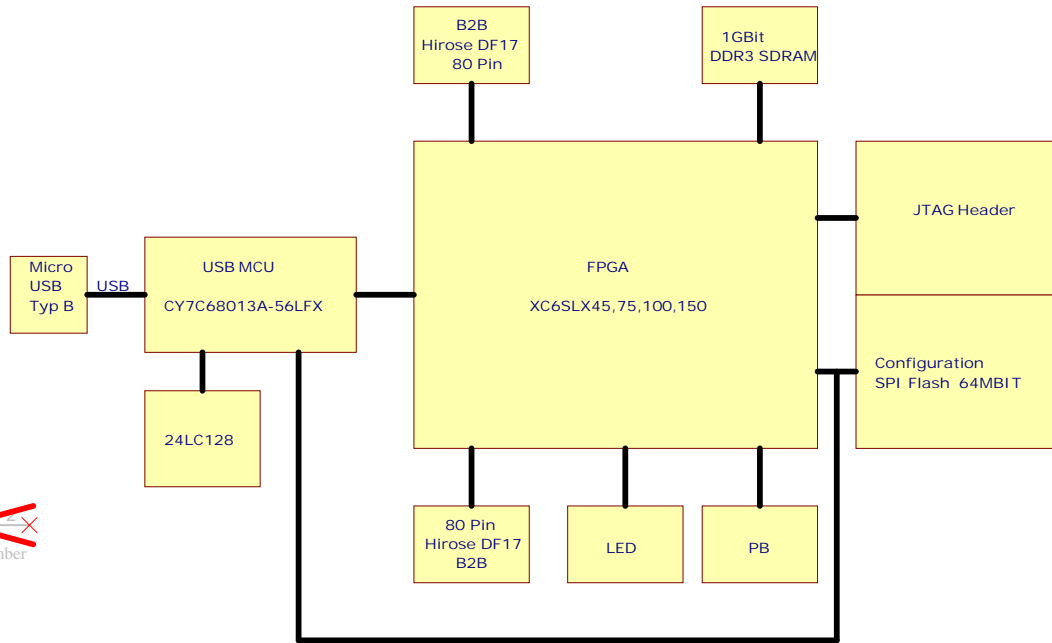 B2B
Hirose DF17
80 Pin
1GBit
DDR3 SDRAM
JTAG Header
Micro
USB
Typ B
USB
USB MCU
CY7C68013A-56LFX
FPGA
XC6SLX45,75,100,150
Configuration
SPI Flash 64MBIT
24LC128
2
80 Pin
Hirose DF17
B2B
LED
PB